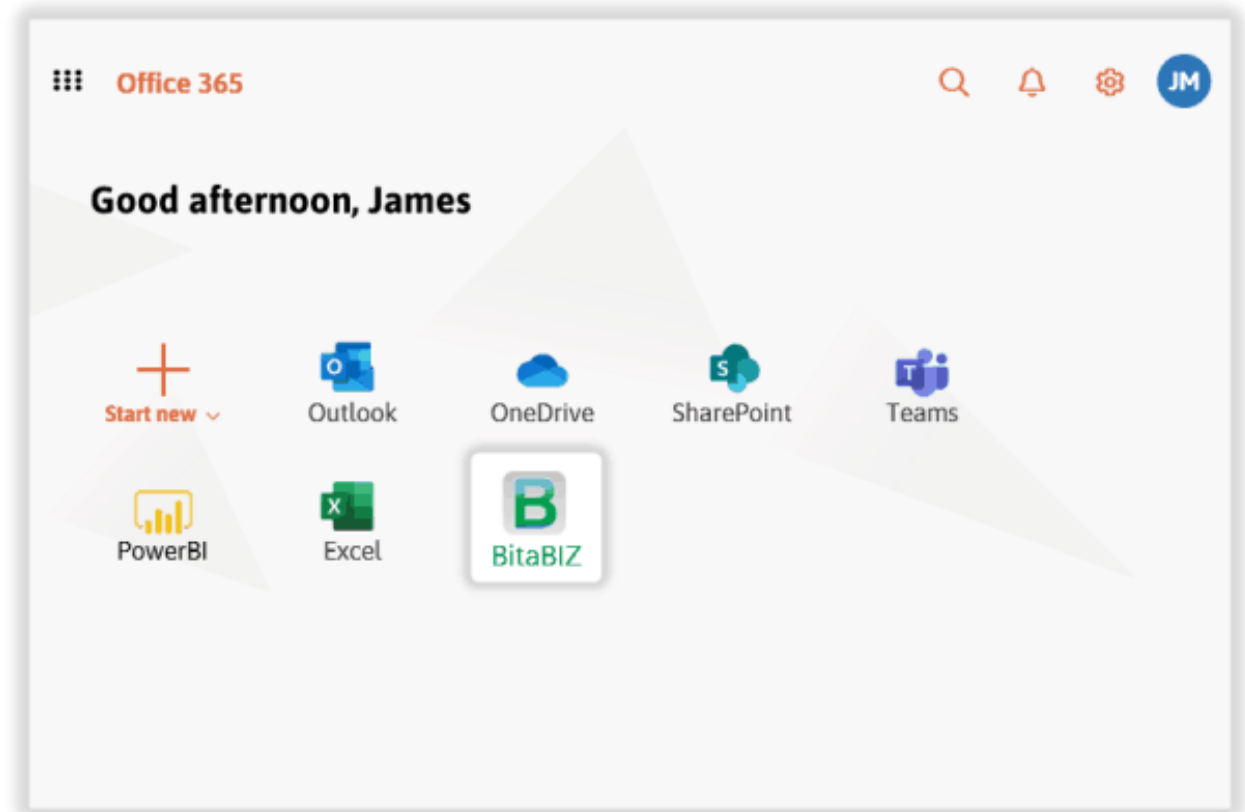 Office 365
JM
Good afternoon, James
Start new
Outlook
OneDrive
SharePoint
Teams
PowerBI
Excel
BitaBIZ
O
S
T
X
B